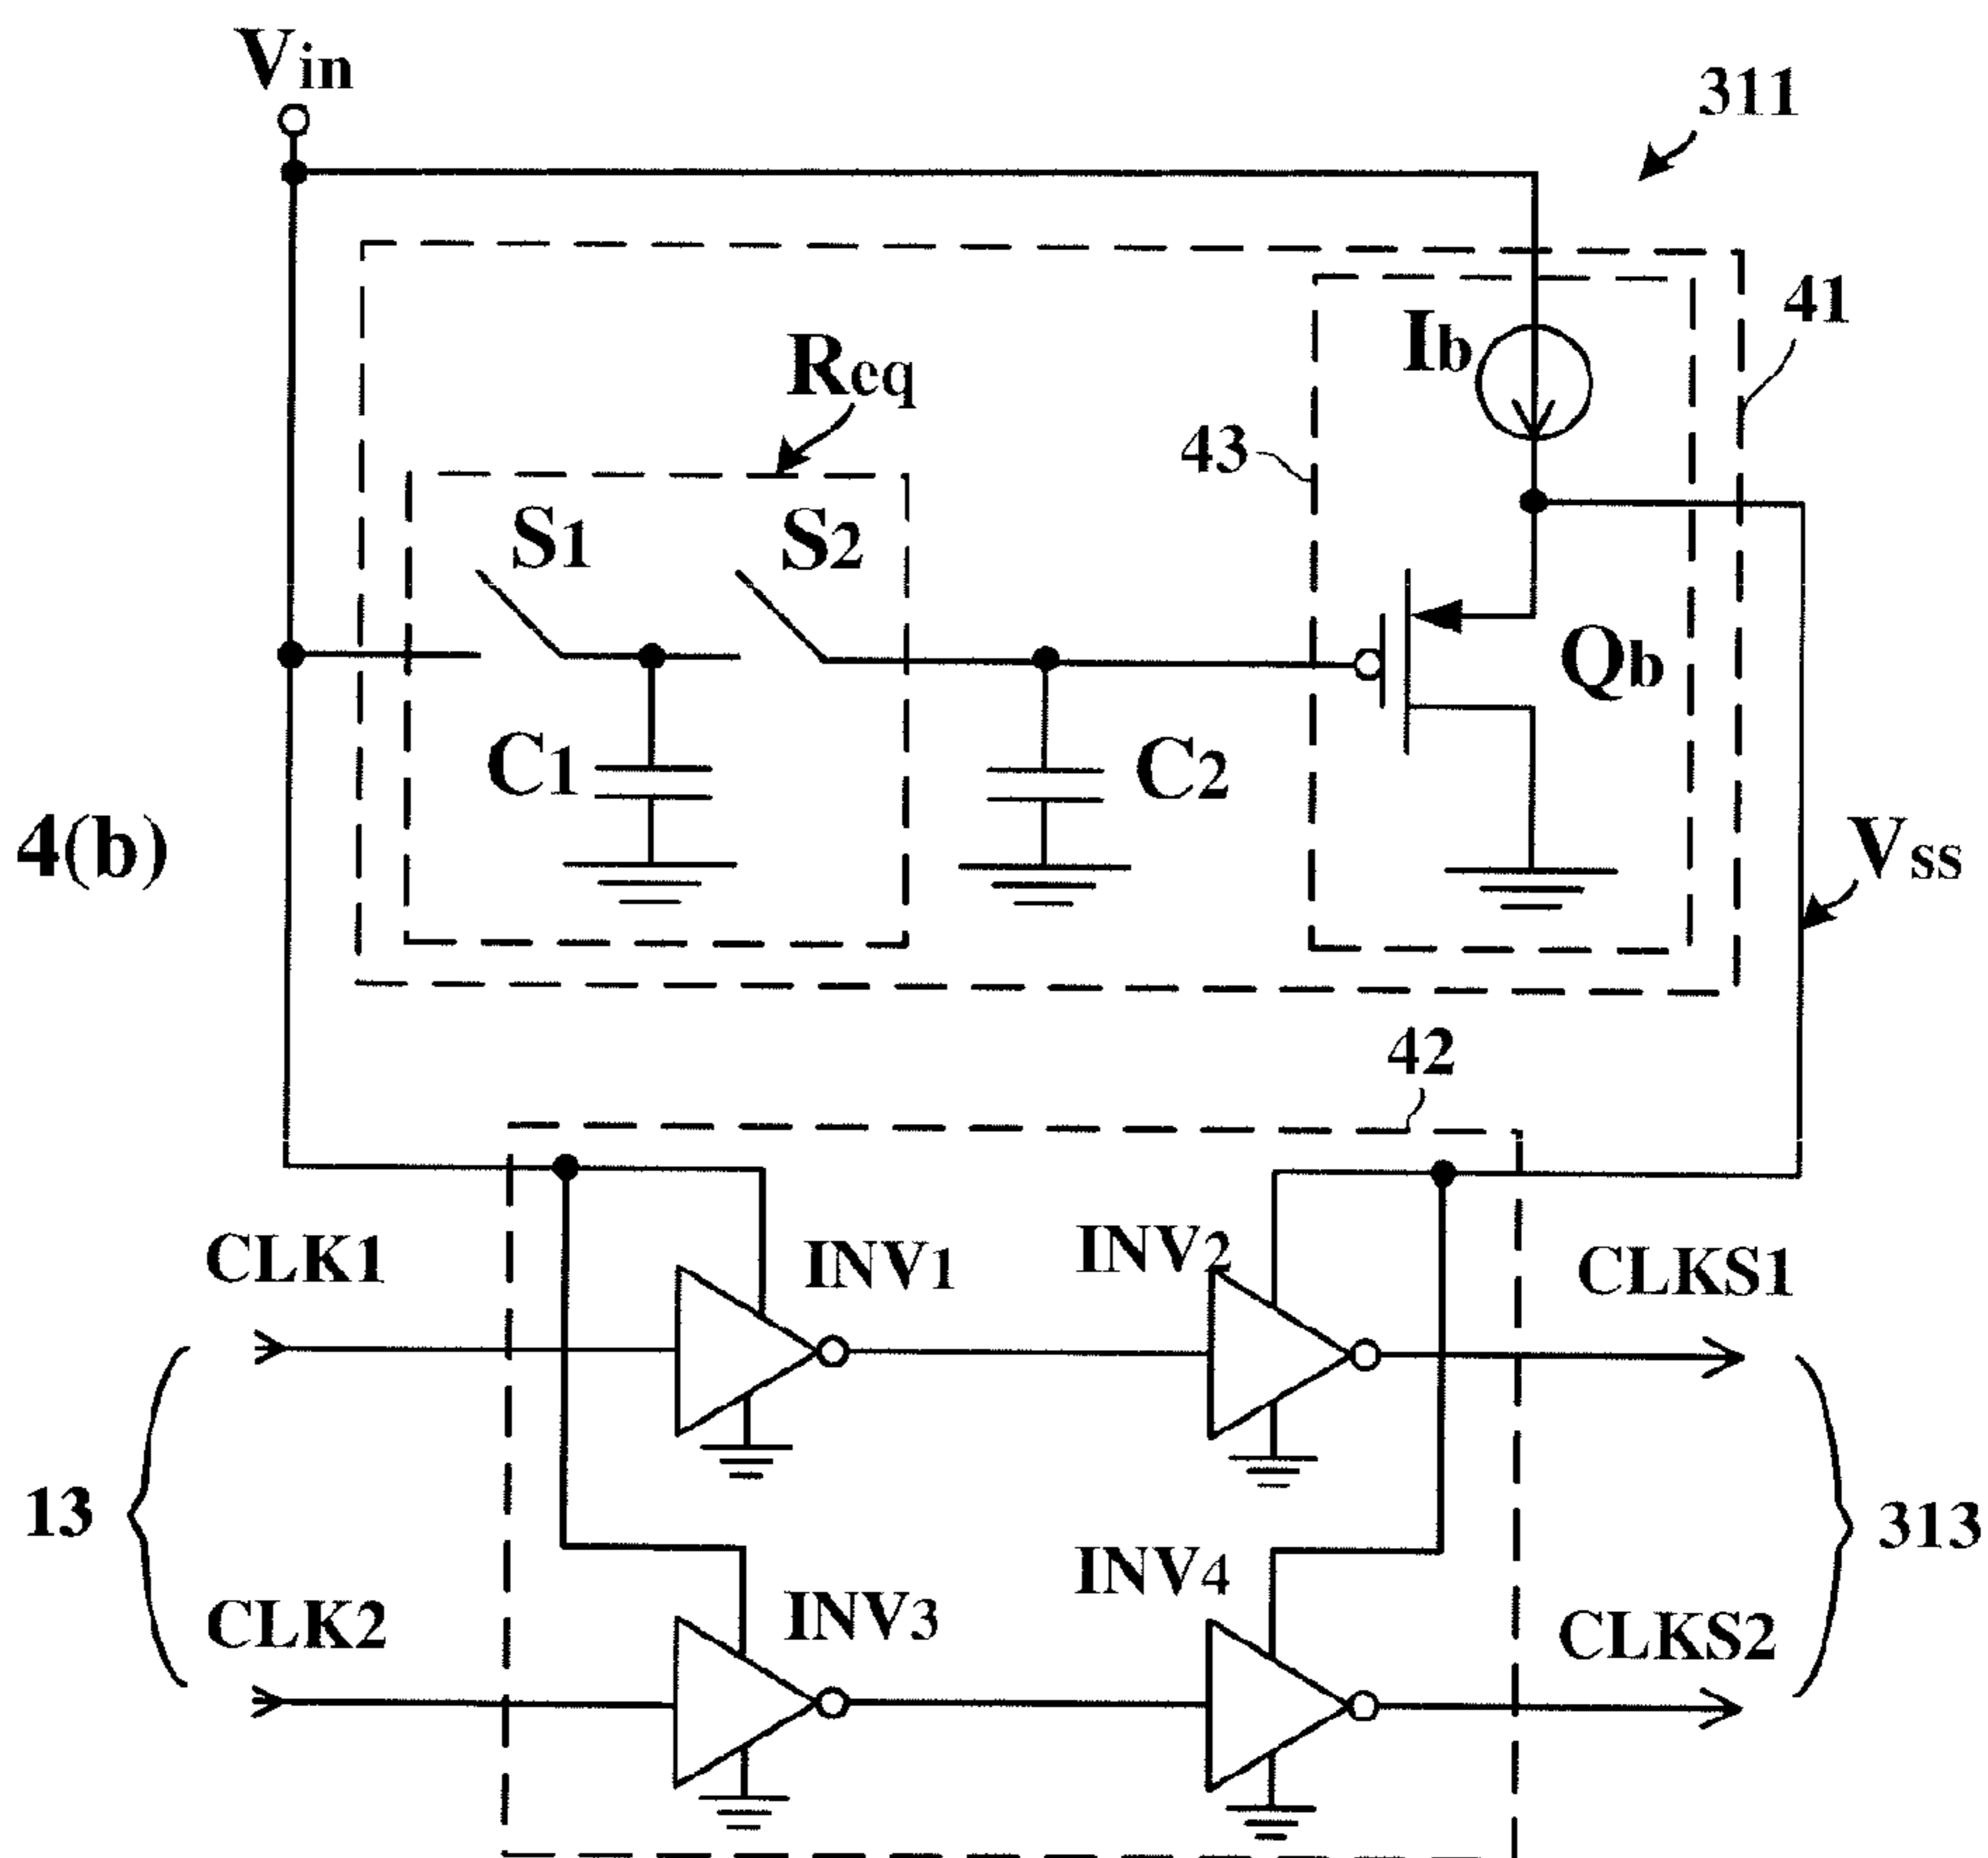 Vin
311
41
Ib
Req
43
S1
S2
Qb
C1
C2
4(b)
Vss
42
CLK1
INV1
INV2
CLKS1
13
313
CLK2
INV3
INV4
CLKS2